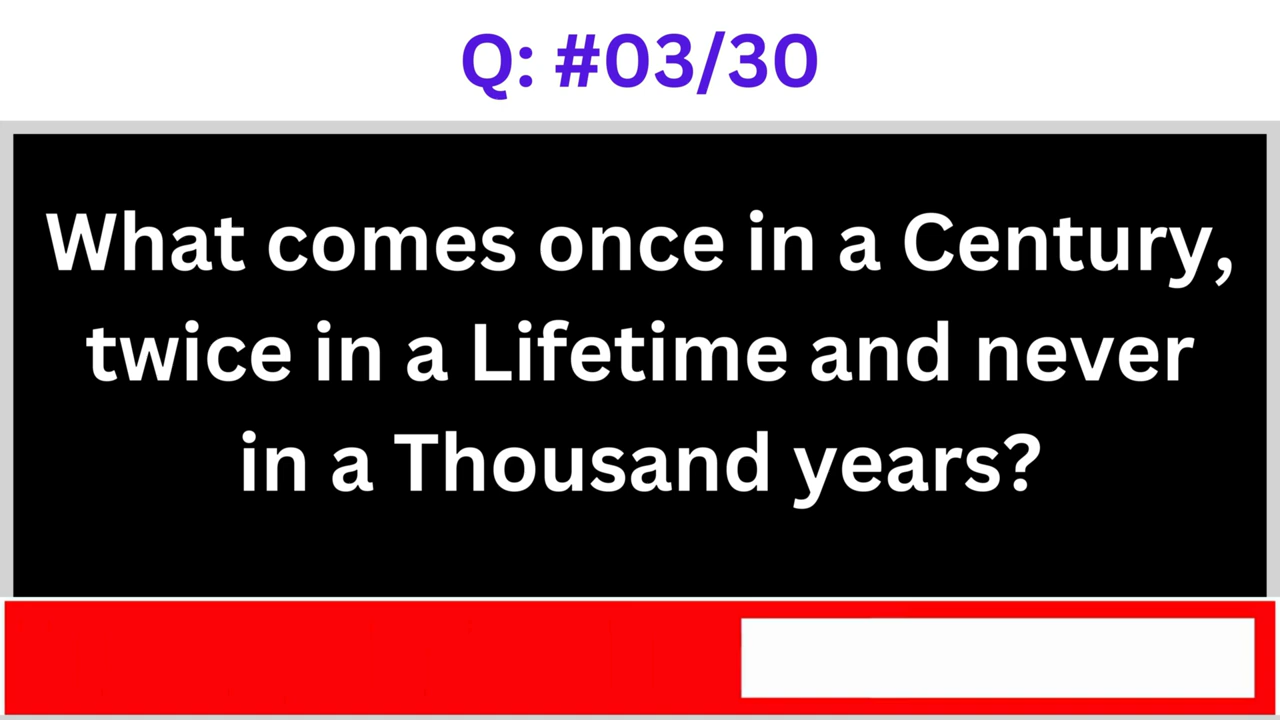 Q: #03/30
What comes once in a Century,
twice in a Lifetime and never
in a Thousand years?